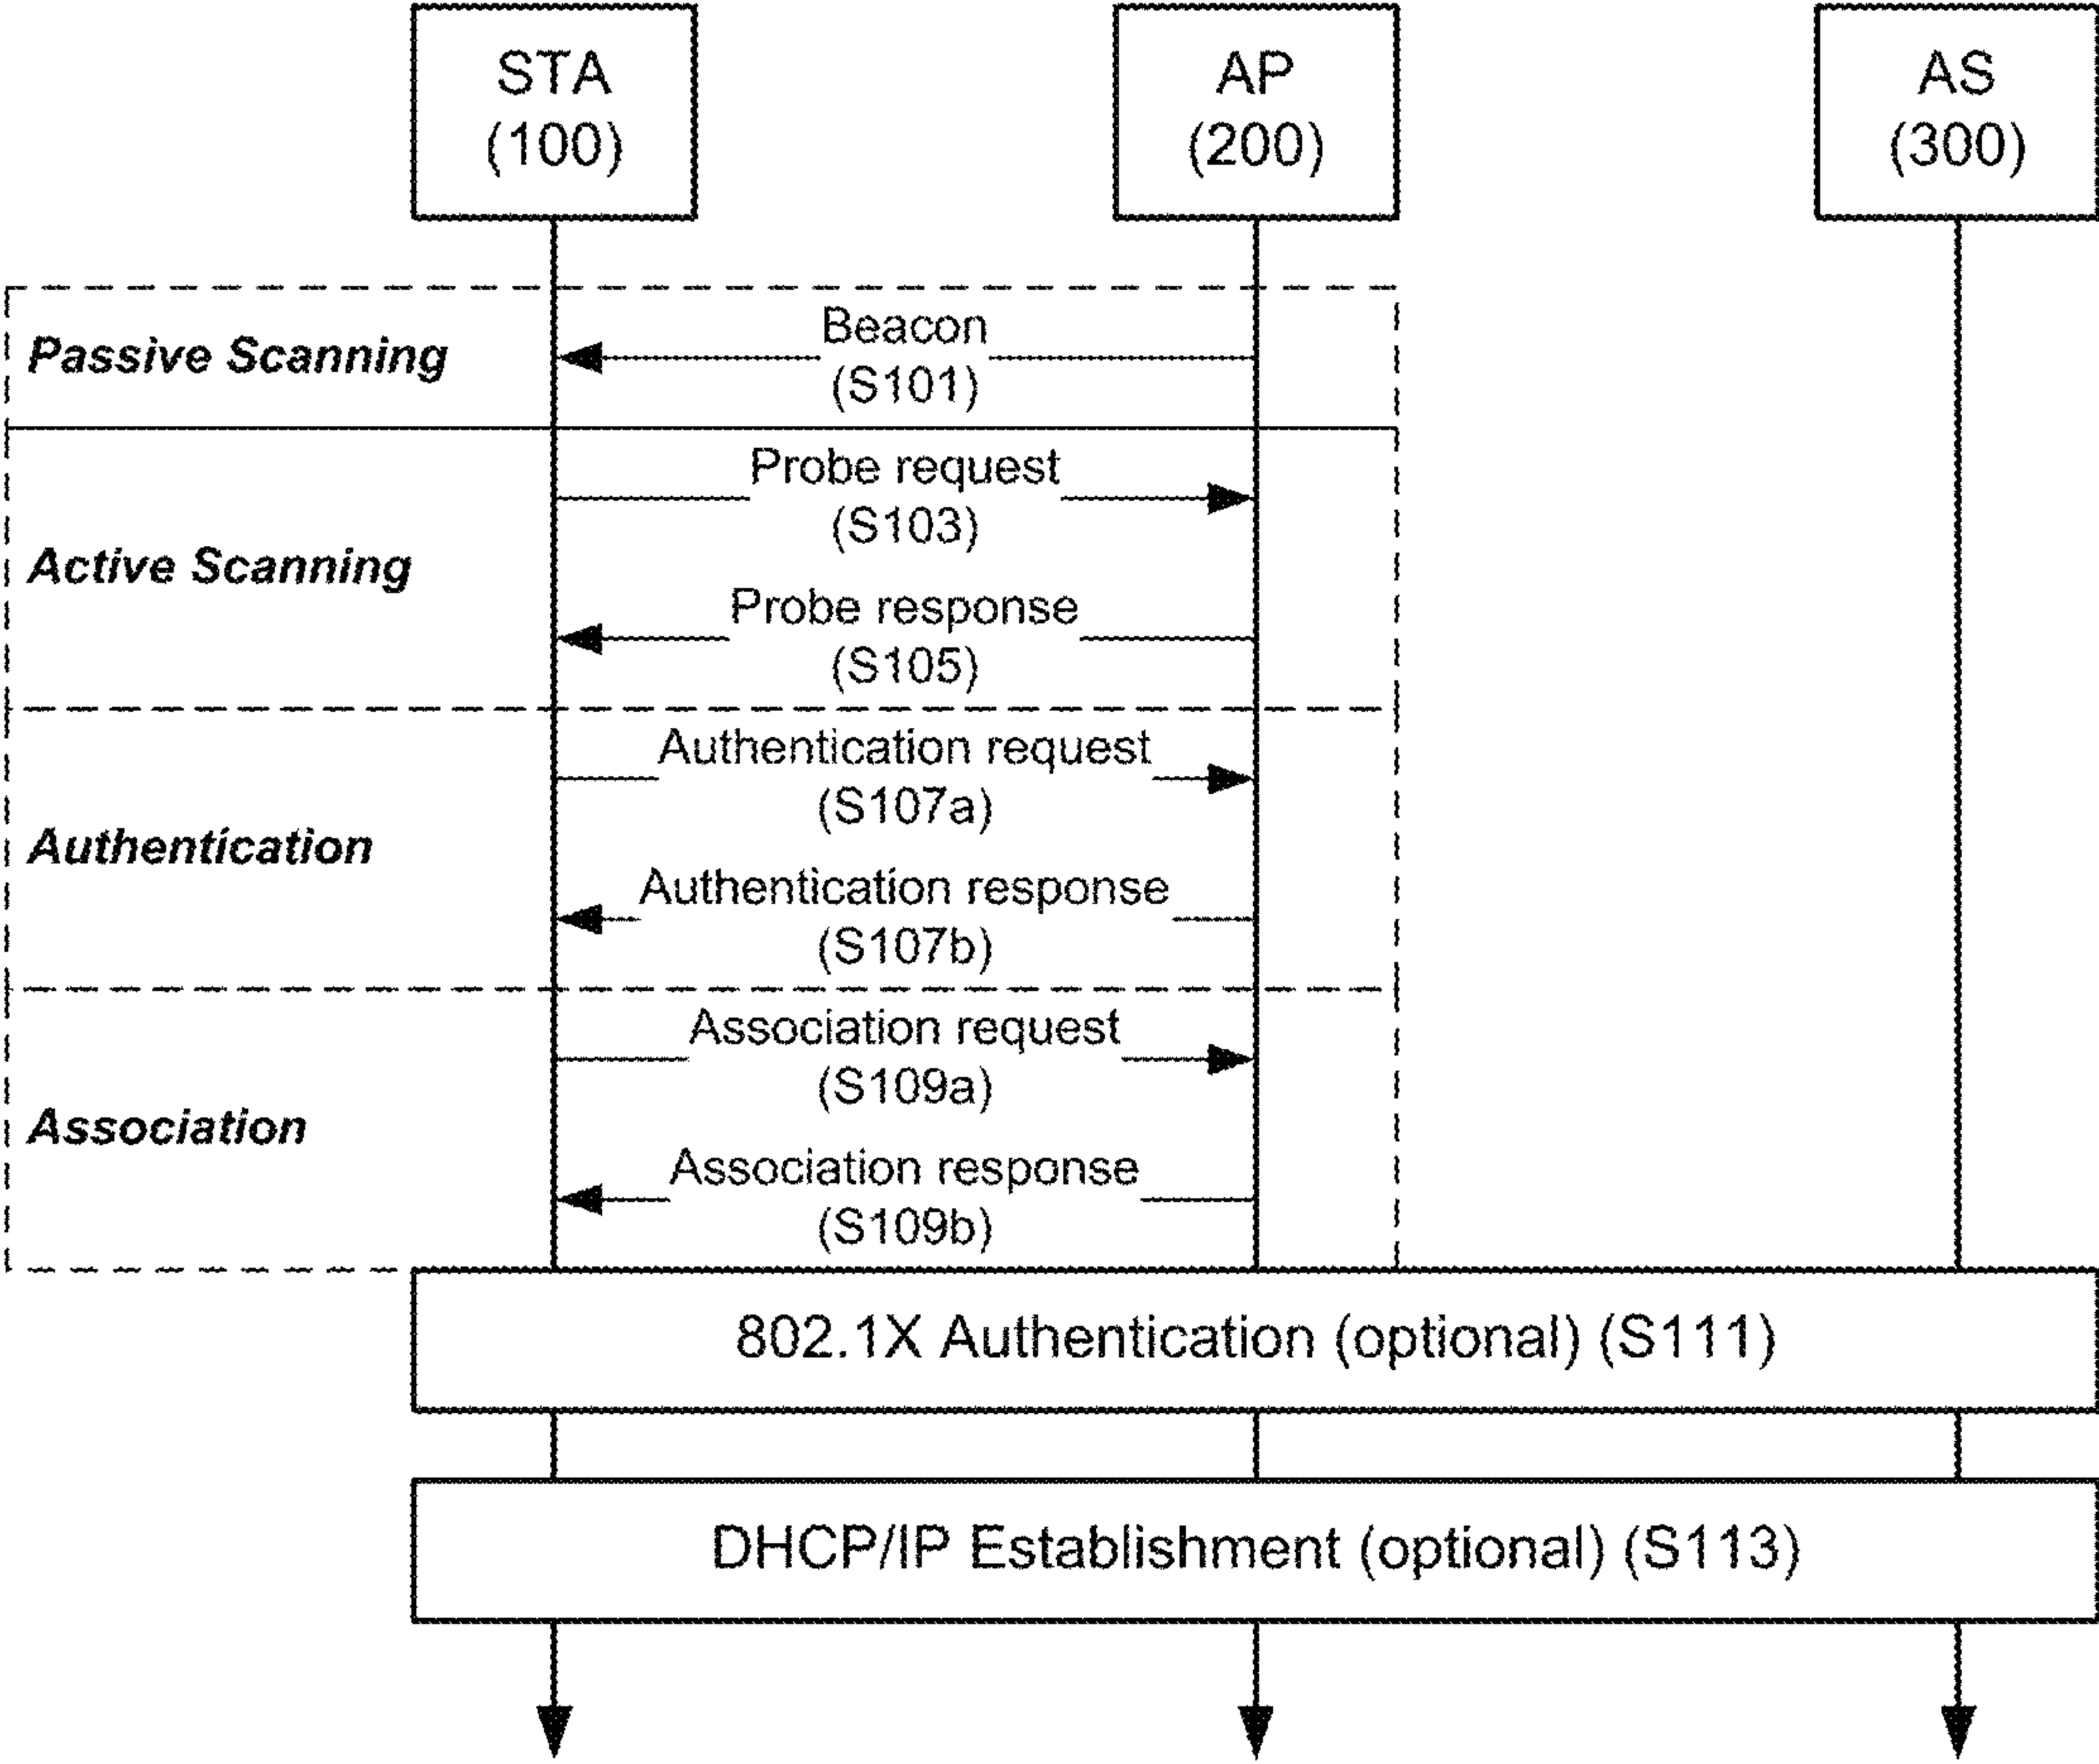 STA
(100)
AP
(200)
AS
(300)
Passive Scanning
Beacon
(S101)
Active Scanning
Probe request
(S103)
Probe response
(S105)
Authentication
Authentication request
(S107a)
Authentication response
(S107b)
Association
Association request
(S109a)
Association response
(S109b)
802.1X Authentication (optional) (S111)
DHCP/IP Establishment (optional) (S113)